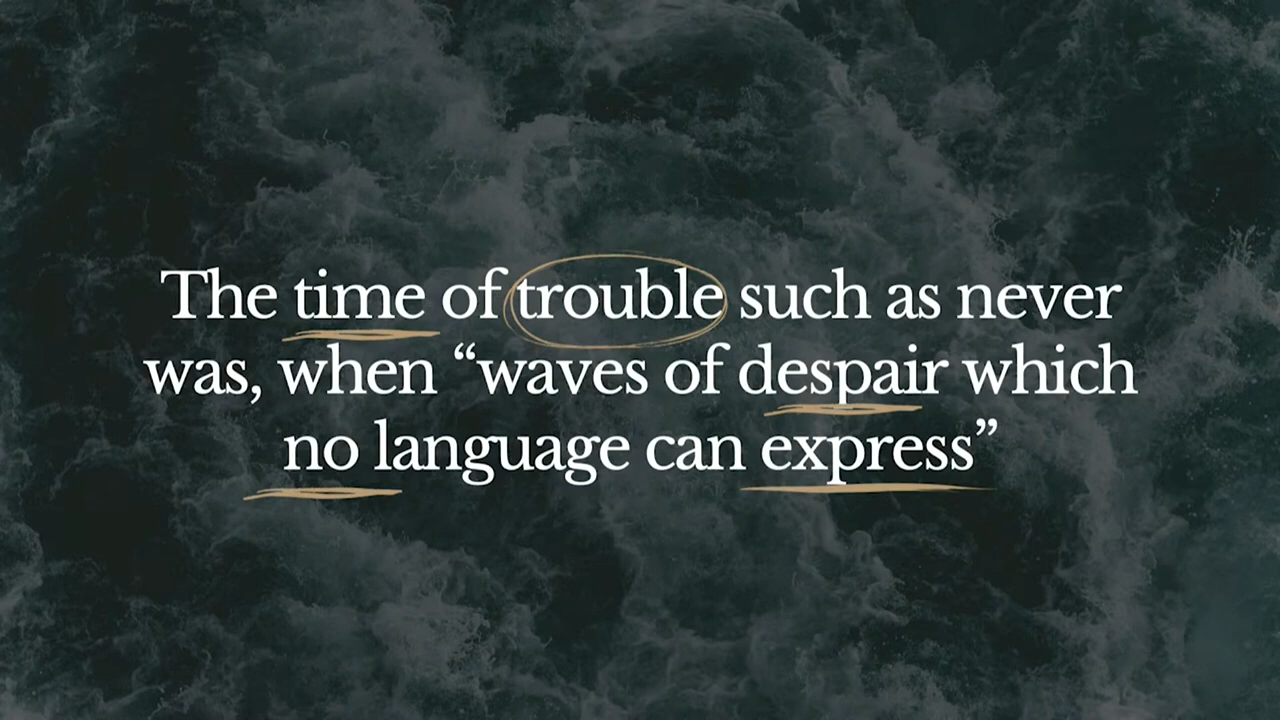 The time of trouble such as never
was, when “waves of despair which
no language can express”